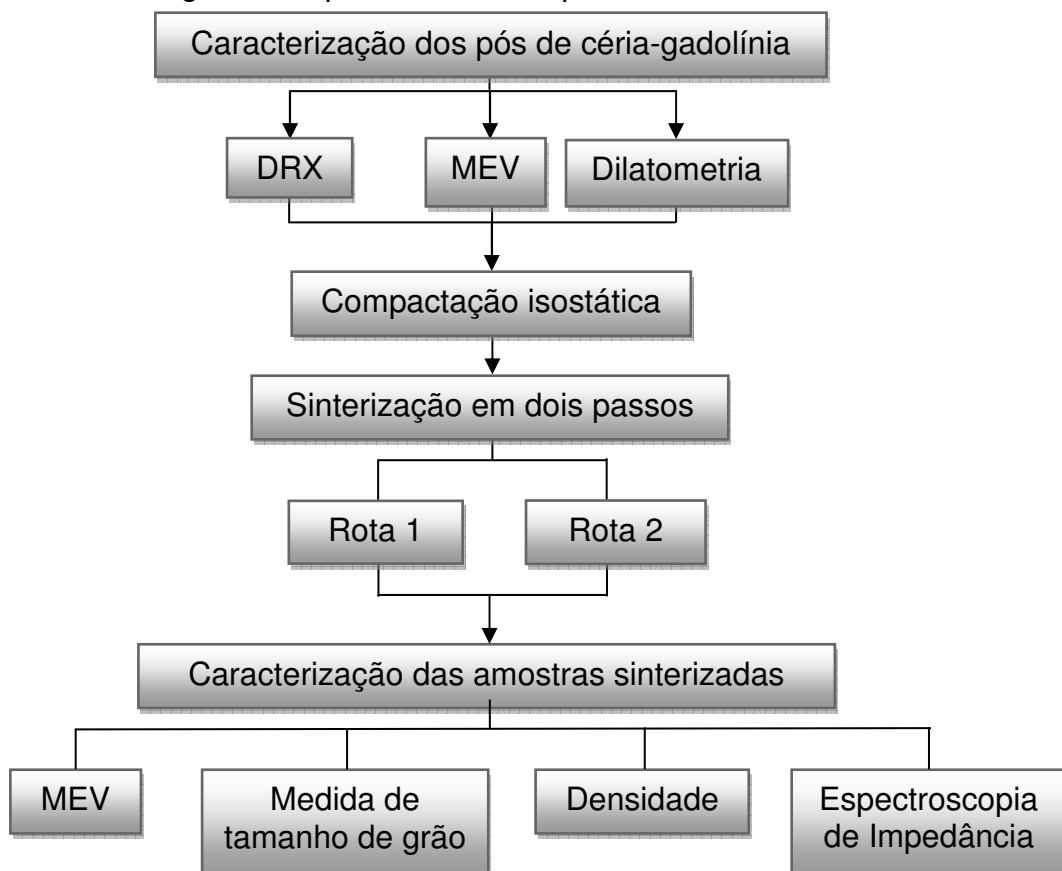 Caracterização dos pós de céria-gadolínia
DRX
MEV
Dilatometria
Compactação isostática
Sinterização em dois passos
Rota 1
Rota 2
Caracterização das amostras sinterizadas
MEV
Medida de
tamanho de grão
Densidade
Espectroscopia
de Impedância